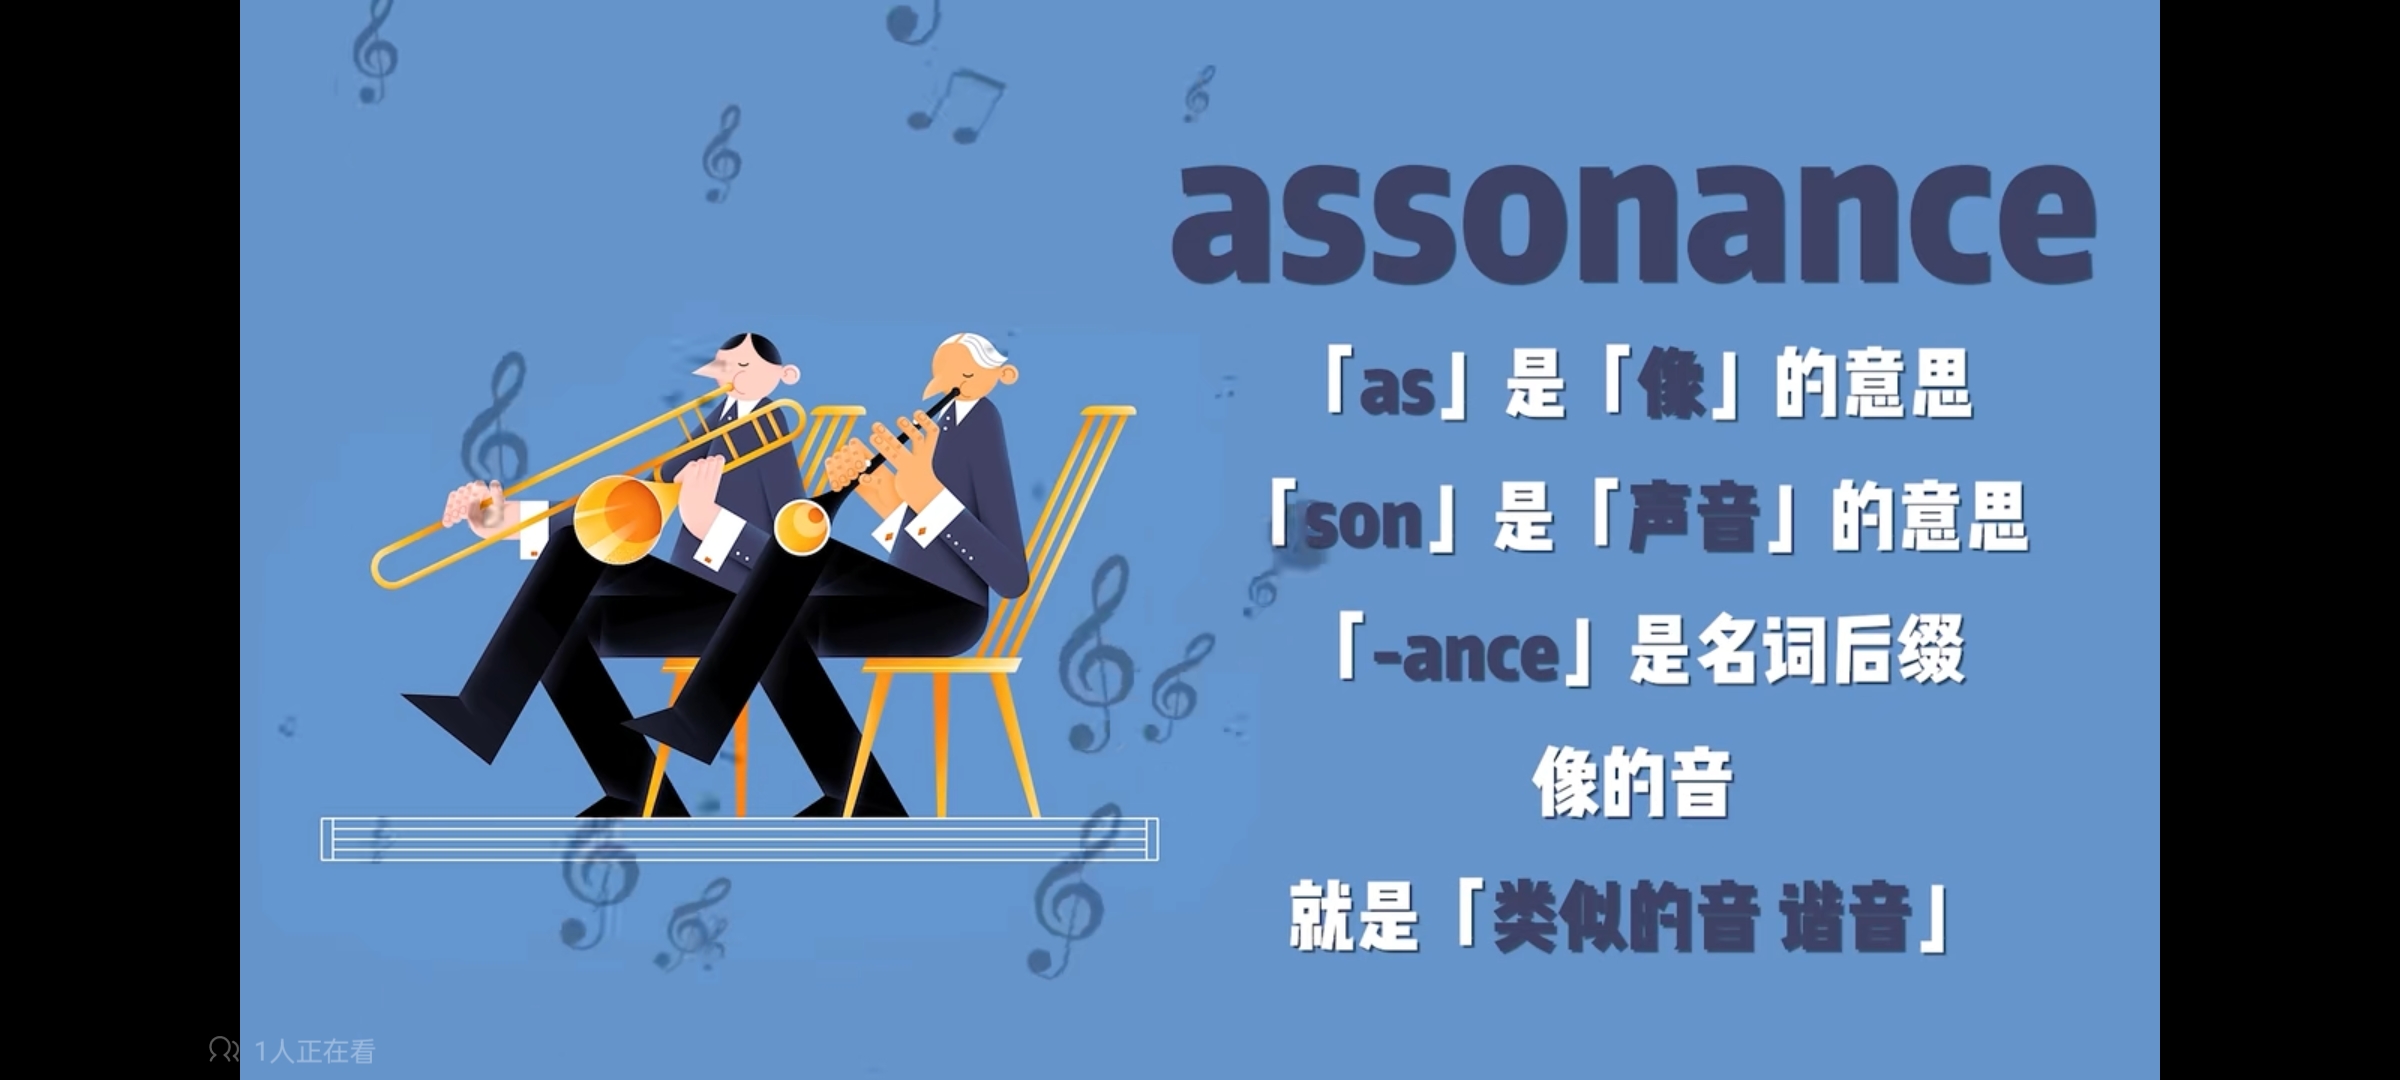 assonance
「as」是「像」的意思
「son」是「声音」的意思
「-ance」是名词后缀
像的音
就是「类似的音 谐音」
1人正在看